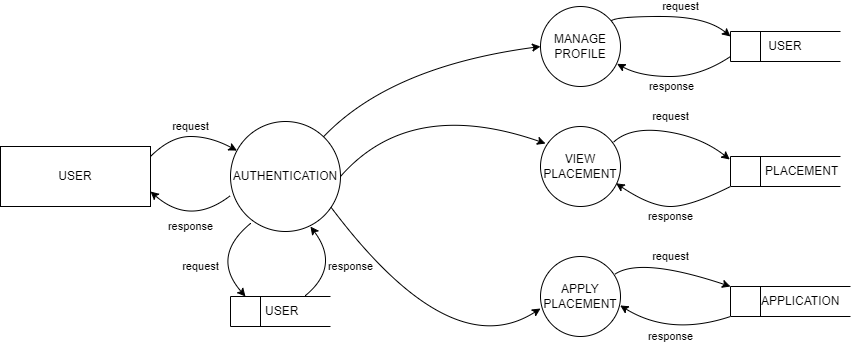 request
MANAGE
PROFILE
USER
response
request
request
USER
AUTHENTICATION
VIEW
PLACEMENT
PLACEMENT
response
response
request
response
request
USER
APPLY
PLACEMENT
APPLICATION
response